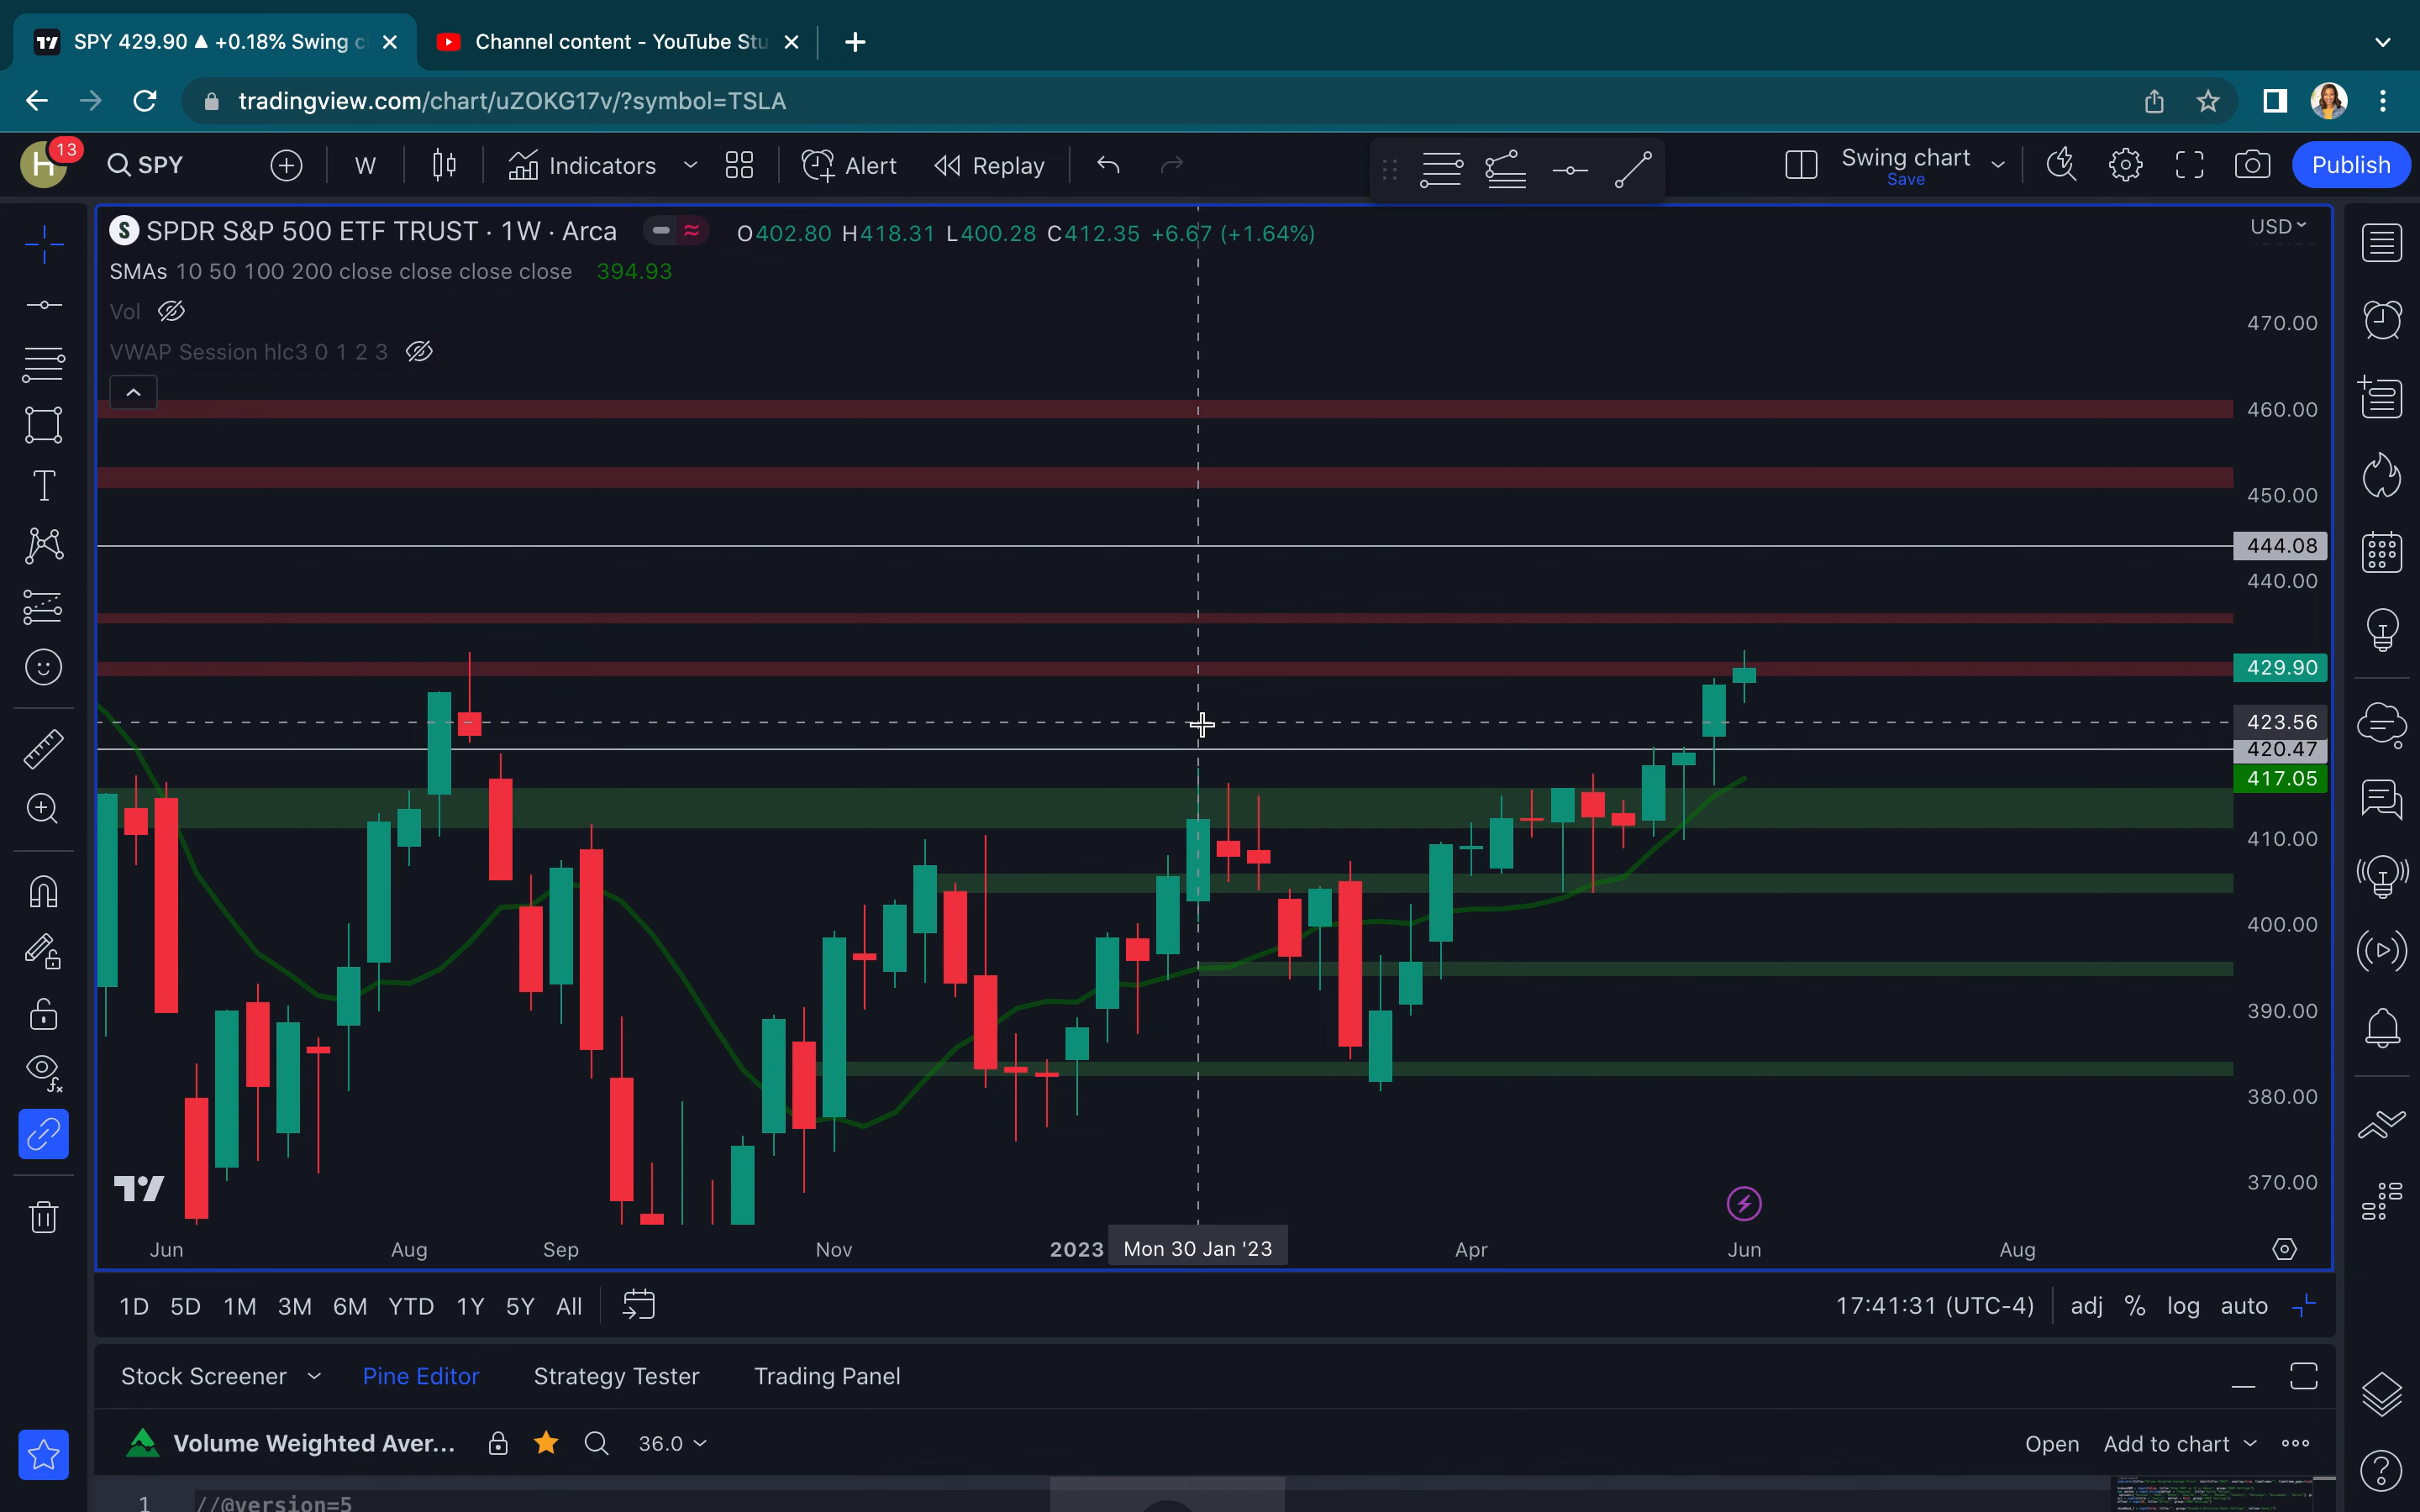 SPY 429.90 ▲ +0.18% Swing c
Channel content - YouTube Stu
tradingview.com/chart/uZOKG17v/?symbol=TSLA
H
13
SPY
W
Indicators
Alert
Replay
Swing chart
Save
Publish
S SPDR S&P 500 ETF TRUST · 1W · Arca
O402.80 H418.31 L400.28 C412.35 +6.67 (+1.64%)
USD
SMAs 10 50 100 200 close close close close 394.93
Vol
VWAP Session hlc3 0 1 2 3
470.00
460.00
450.00
444.08
440.00
429.90
423.56
420.47
417.05
410.00
400.00
390.00
380.00
370.00
Jun Aug Sep Nov 2023 Mon 30 Jan '23 Apr Jun Aug
1D 5D 1M 3M 6M YTD 1Y 5Y All
17:41:31 (UTC-4) adj % log auto
Stock Screener Pine Editor Strategy Tester Trading Panel
Volume Weighted Aver... 36.0 Open Add to chart
1 //@version=5